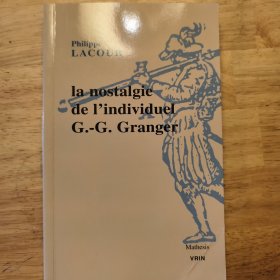 Philippe
LACOUR
la nostalgie
de l'individuel
G.-G. Granger
Mathesis
VRIN